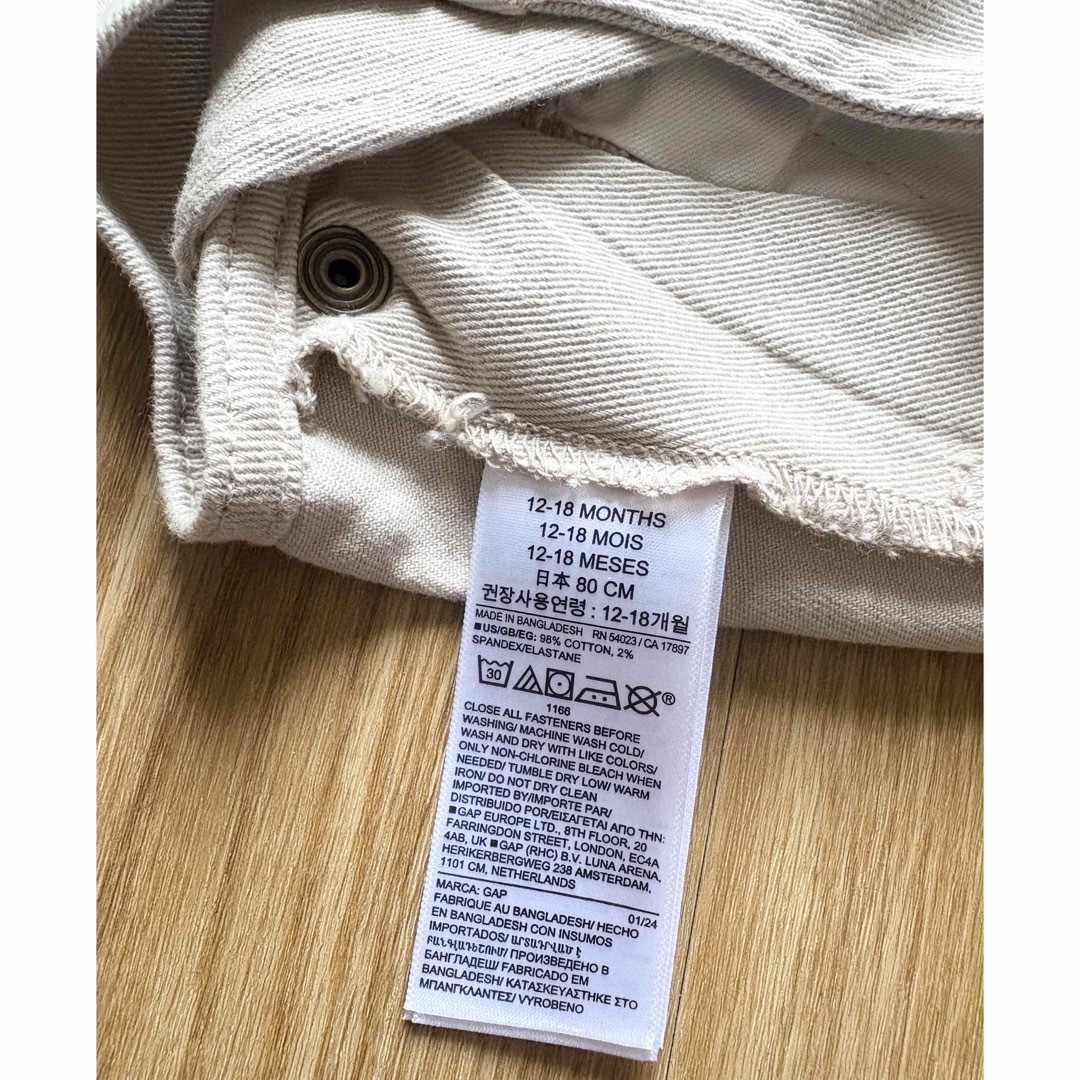 12-18 MONTHS
12-18 MOIS
12-18 MESES
日本 80 CM
권장사용연령 : 12-18개월
MADE IN BANGLADESH RN 54023 / CA 17897
■US/GB/EG: 98% COTTON, 2%
SPANDEX/ELASTANE
30
®
1166
CLOSE ALL FASTENERS BEFORE
WASHING/ MACHINE WASH COLD/
WASH AND DRY WITH LIKE COLORS/
ONLY NON-CHLORINE BLEACH WHEN
NEEDED/ TUMBLE DRY LOW/ WARM
IRON/ DO NOT DRY CLEAN
IMPORTED BY/IMPORTE PAR/
DISTRIBUIDO POR/ΕΙΣΑΓΕΤΑΙ ΑΠΟ ΤΗΝ:
■GAP EUROPE LTD., 8TH FLOOR, 20
FARRINGDON STREET, LONDON, EC4A
4AB, UK ■GAP (RHC) B.V. LUNA ARENA,
HERIKERBERGWEG 238 AMSTERDAM,
1101 CM, NETHERLANDS
MARCA: GAP 01/24
FABRIQUE AU BANGLADESH/ HECHO
EN BANGLADESH CON INSUMOS
IMPORTADOS/ ԱՐՏԱԴՐՎԱԾ Է
ԲԱՆԳԼԱԴԵՇՈՒՄ/ ПРОИЗВЕДЕНО В
БАНГЛАДЕШ/ FABRICADO EM
BANGLADESH/ ΚΑΤΑΣΚΕΥΑΣΤΗΚΕ ΣΤΟ
ΜΠΑΝΓΚΛΑΝΤΕΣ/ VYROBENO